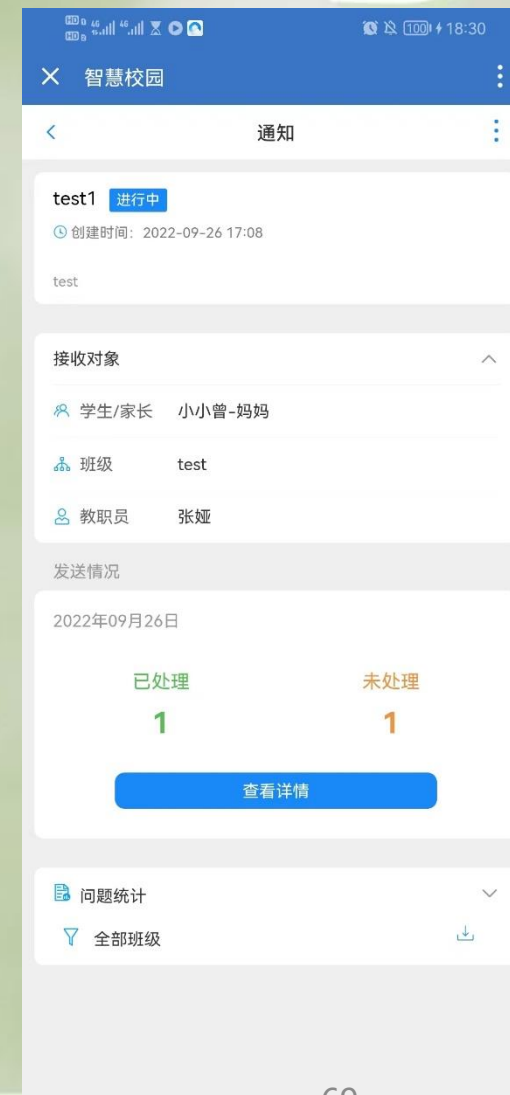 18:30
智慧校园
通知
test1 进行中
创建时间: 2022-09-26 17:08
test
接收对象
学生/家长 小小曾-妈妈
班级 test
教职员 张娅
发送情况
2022年09月26日
已处理 未处理
1 1
查看详情
问题统计
全部班级